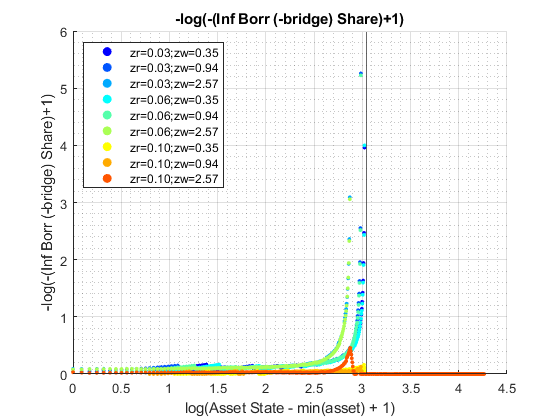 -log(-(Inf Borr (-bridge) Share)+1)
6
5
4
3
2
1
0
-log(-(Inf Borr (-bridge) Share)+1)
zr=0.03;zw=0.35
zr=0.03;zw=0.94
zr=0.03;zw=2.57
zr=0.06;zw=0.35
zr=0.06;zw=0.94
zr=0.06;zw=2.57
zr=0.10;zw=0.35
zr=0.10;zw=0.94
zr=0.10;zw=2.57
0 0.5 1 1.5 2 2.5 3 3.5 4 4.5
log(Asset State - min(asset) + 1)